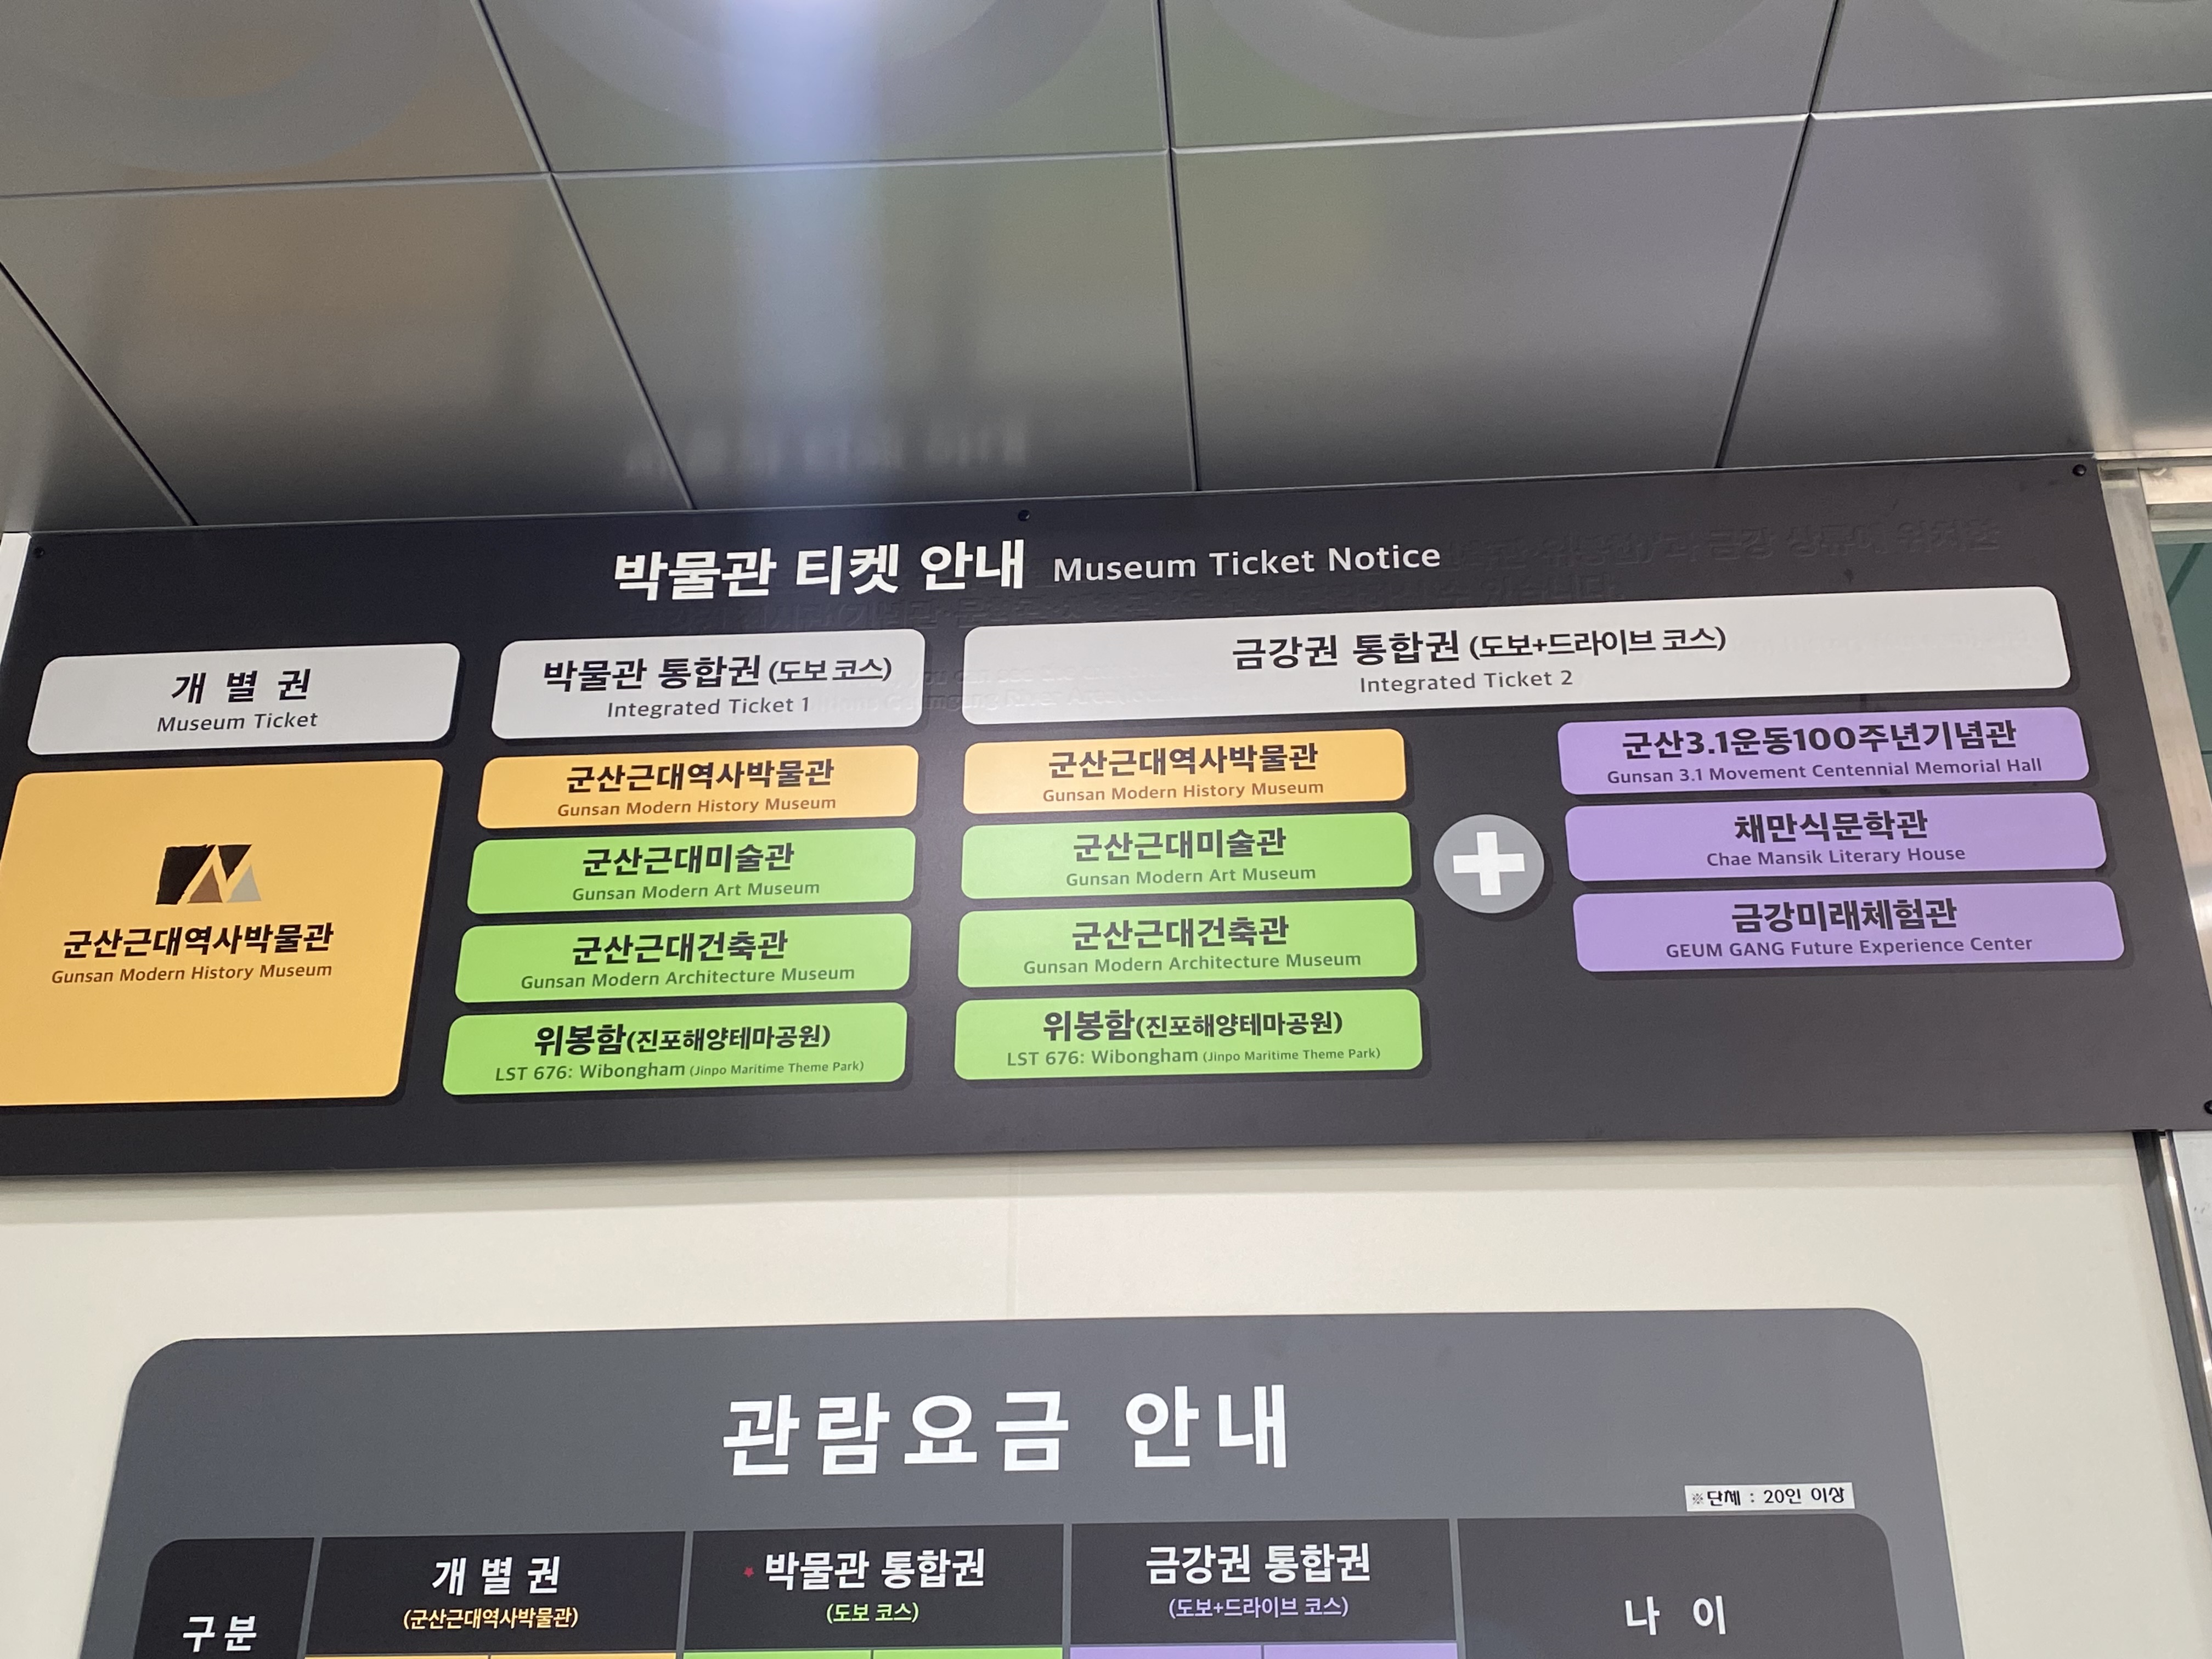 박물관 티켓 안내 Museum Ticket Notice
개 별 권
Museum Ticket
군산근대역사박물관
Gunsan Modern History Museum
박물관 통합권 (도보 코스)
Integrated Ticket 1
군산근대역사박물관
Gunsan Modern History Museum
군산근대미술관
Gunsan Modern Art Museum
군산근대건축관
Gunsan Modern Architecture Museum
위봉함(진포해양테마공원)
LST 676: Wibongham (Jinpo Maritime Theme Park)
금강권 통합권 (도보+드라이브 코스)
Integrated Ticket 2
군산근대역사박물관
Gunsan Modern History Museum
군산근대미술관
Gunsan Modern Art Museum
군산근대건축관
Gunsan Modern Architecture Museum
위봉함(진포해양테마공원)
LST 676: Wibongham (Jinpo Maritime Theme Park)
군산3.1운동100주년기념관
Gunsan 3.1 Movement Centennial Memorial Hall
채만식문학관
Chae Mansik Literary House
금강미래체험관
GEUM GANG Future Experience Center
관람요금 안내
※단체 : 20인 이상
구 분
개 별 권
(군산근대역사박물관)
박물관 통합권
(도보 코스)
금강권 통합권
(도보+드라이브 코스)
나 이